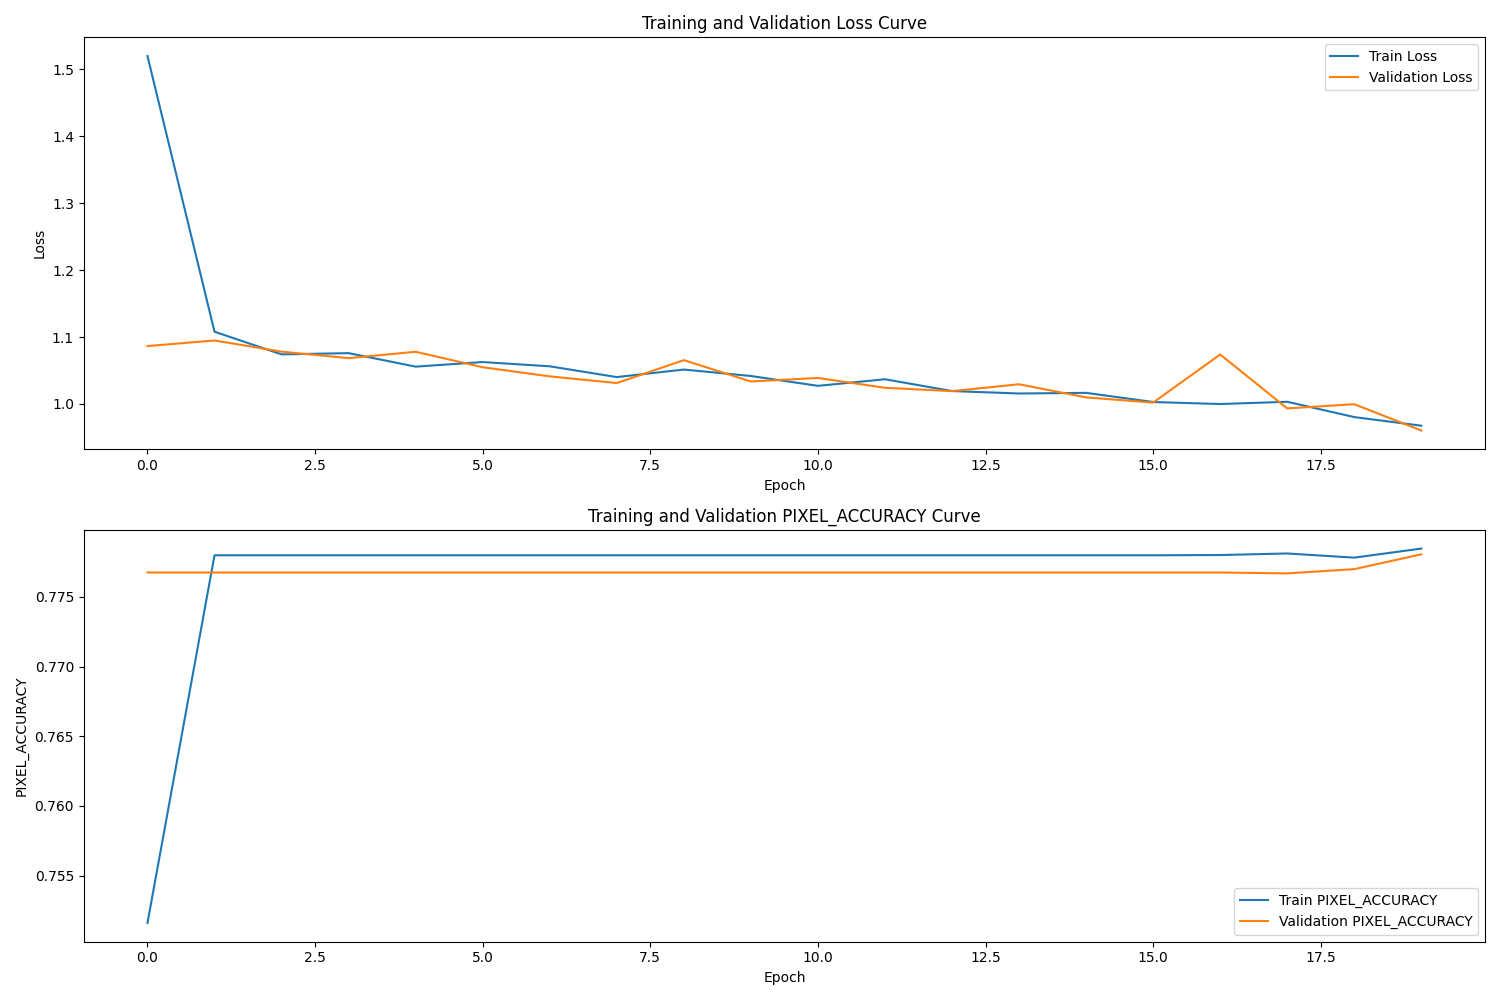 Training and Validation Loss Curve
Train Loss
Validation Loss
Loss
1.5
1.4
1.3
1.2
1.1
1.0
0.0 2.5 5.0 7.5 10.0 12.5 15.0 17.5
Epoch
Training and Validation PIXEL_ACCURACY Curve
PIXEL_ACCURACY
0.775
0.770
0.765
0.760
0.755
Train PIXEL_ACCURACY
Validation PIXEL_ACCURACY
0.0 2.5 5.0 7.5 10.0 12.5 15.0 17.5
Epoch